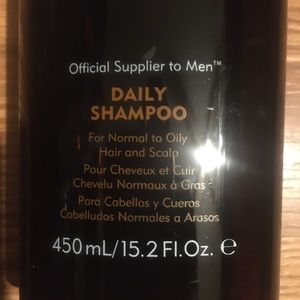 Official Supplier to Men™
DAILY
SHAMPOO
For Normal to Oily
Hair and Scalp
Pour Cheveux et Cuir
Chevelu Normaux à Gras
Para Cabellos y Cueros
Cabelludos Normales a Arasos
450 mL/15.2 Fl.Oz. ℮